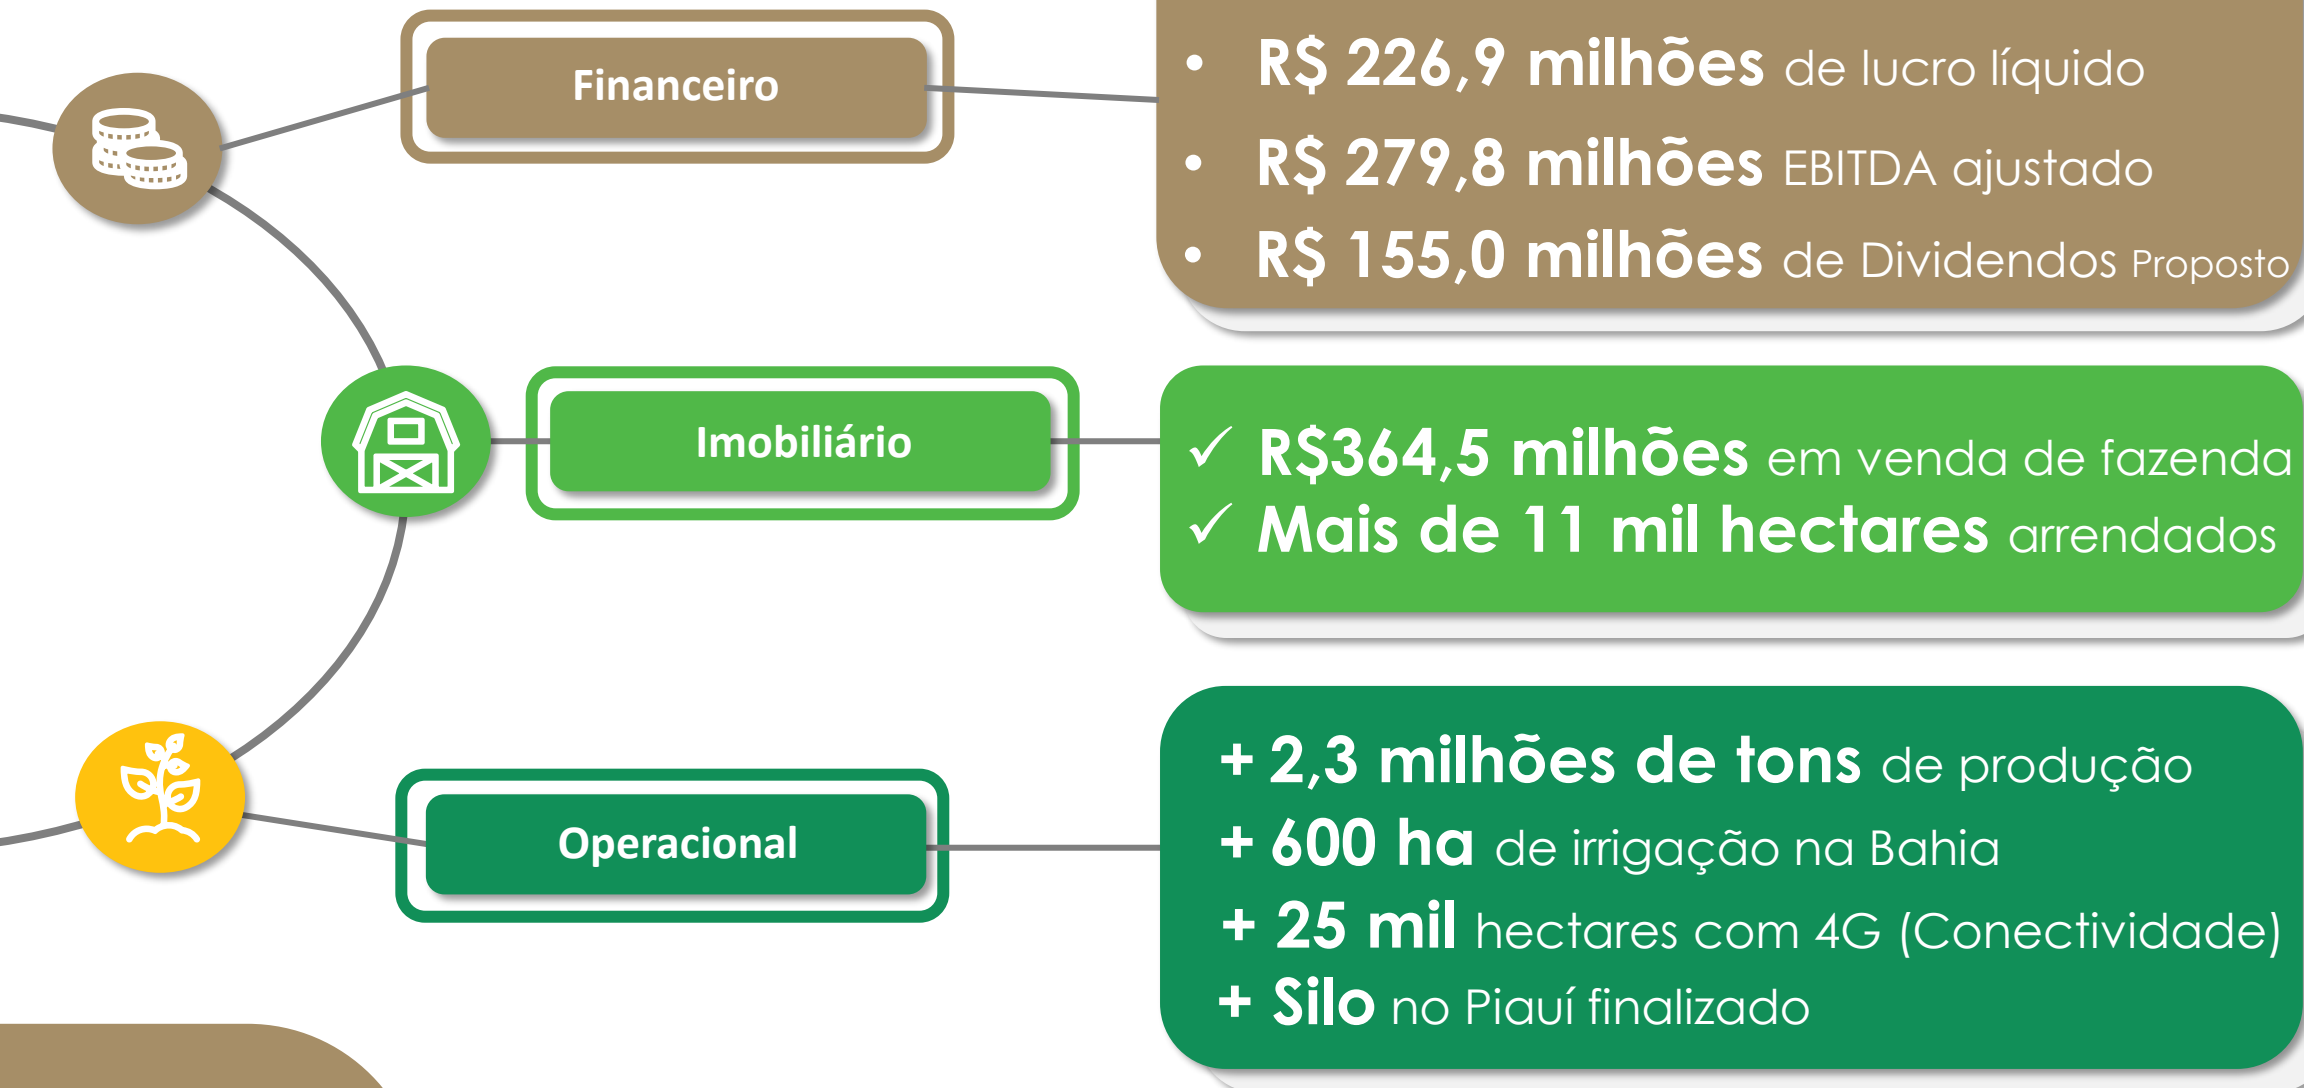 Financeiro
• R$ 226,9 milhões de lucro líquido
• R$ 279,8 milhões EBITDA ajustado
• R$ 155,0 milhões de Dividendos Proposto
Imobiliário
✓ R$364,5 milhões em venda de fazenda
✓ Mais de 11 mil hectares arrendados
Operacional
+ 2,3 milhões de tons de produção
+ 600 ha de irrigação na Bahia
+ 25 mil hectares com 4G (Conectividade)
+ Silo no Piauí finalizado